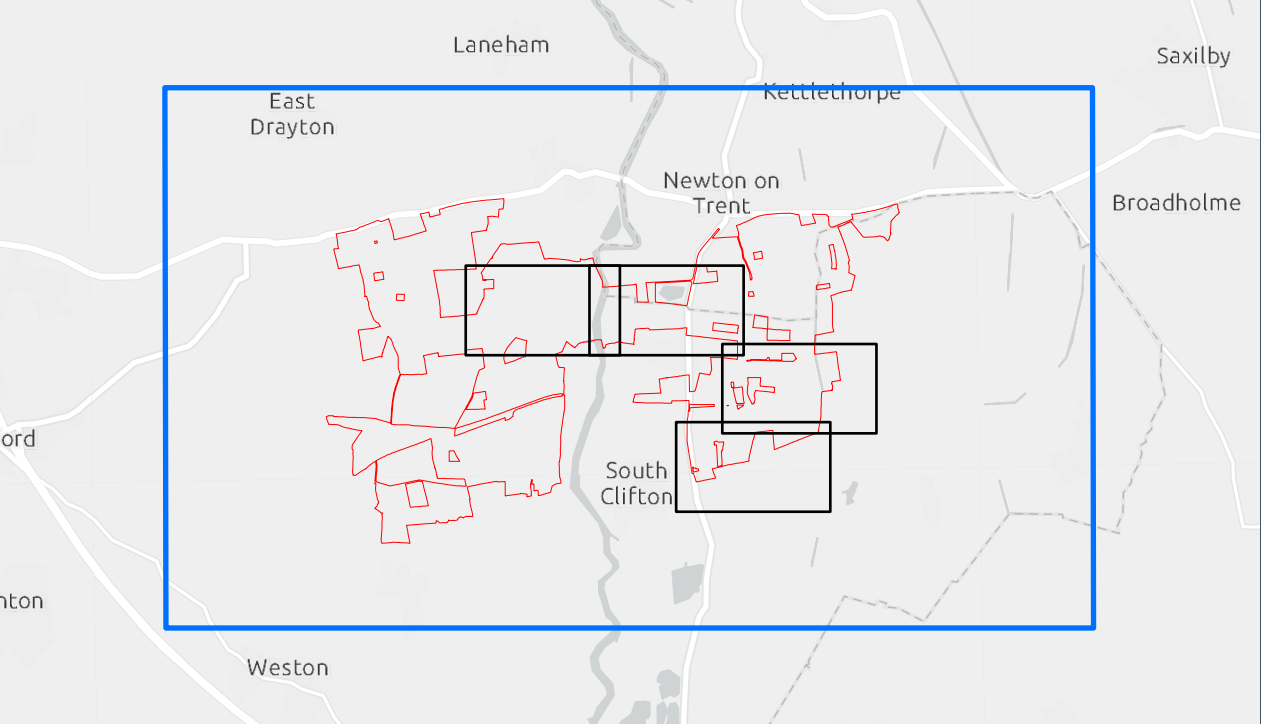 Laneham
Saxilby
Kettlethorpe
East
Drayton
Newton on
Trent
Broadholme
ord
South
Clifton
nton
Weston